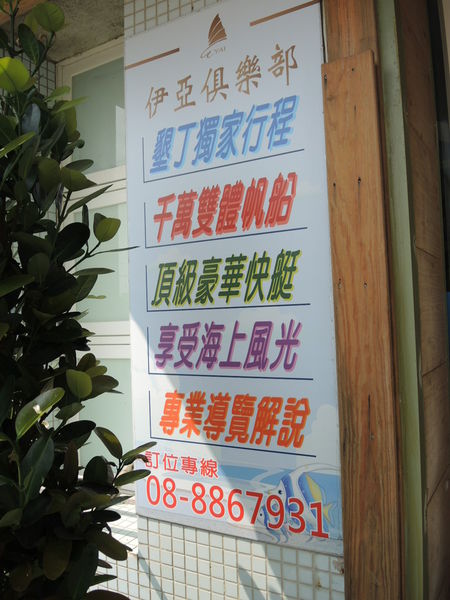 伊亞俱樂部
墾丁獨家行程
千萬雙體帆船
頂級豪華快艇
享受海上風光
專業導覽解說
訂位專線
08-8867931